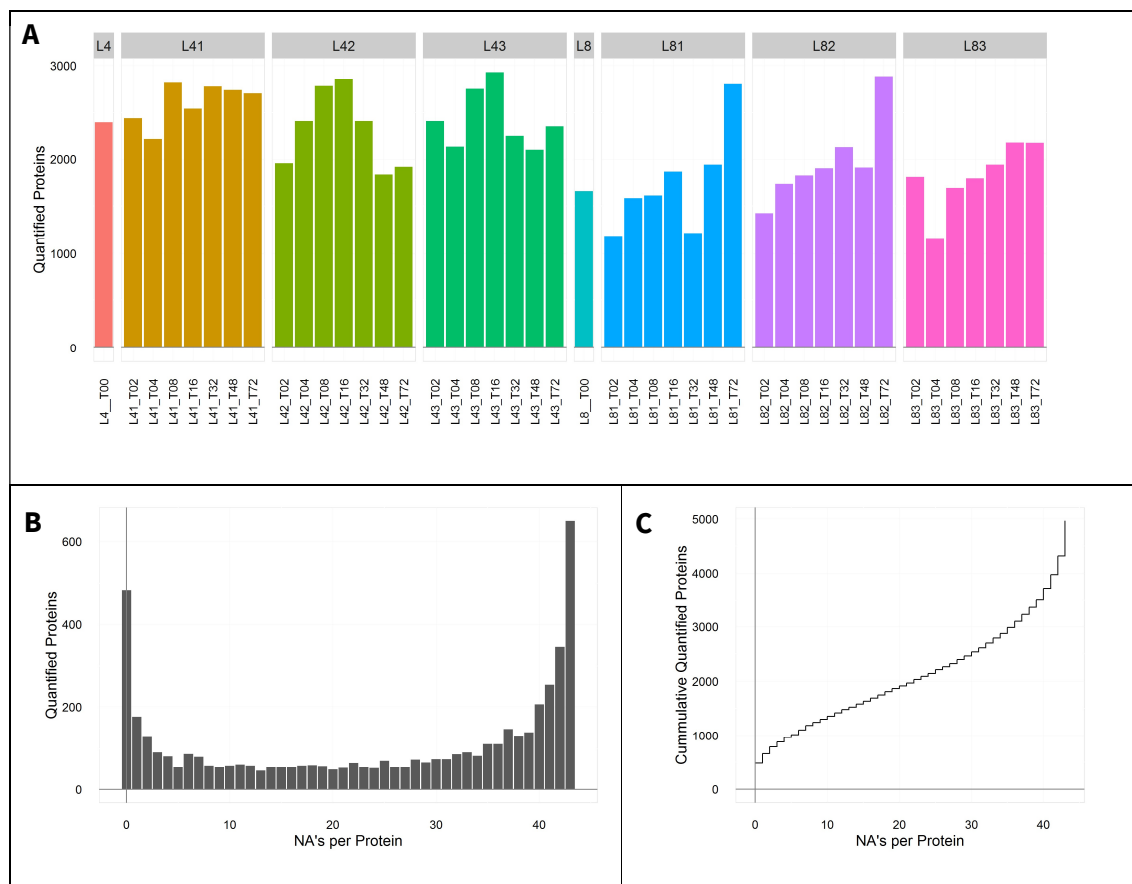 A
L4 L41 L42 L43 L8 L81 L82 L83
Quantified Proteins
3000
2000
1000
0
L4__T00
L41_T02
L41_T04
L41_T08
L41_T16
L41_T32
L41_T48
L41_T72
L42_T02
L42_T04
L42_T08
L42_T16
L42_T32
L42_T48
L42_T72
L43_T02
L43_T04
L43_T08
L43_T16
L43_T32
L43_T48
L43_T72
L8__T00
L81_T02
L81_T04
L81_T08
L81_T16
L81_T32
L81_T48
L81_T72
L82_T02
L82_T04
L82_T08
L82_T16
L82_T32
L82_T48
L82_T72
L83_T02
L83_T04
L83_T08
L83_T16
L83_T32
L83_T48
L83_T72
B
Quantified Proteins
600
400
200
0
0 10 20 30 40
NA's per Protein
C
Cummulative Quantified Proteins
5000
4000
3000
2000
1000
0
0 10 20 30 40
NA's per Protein